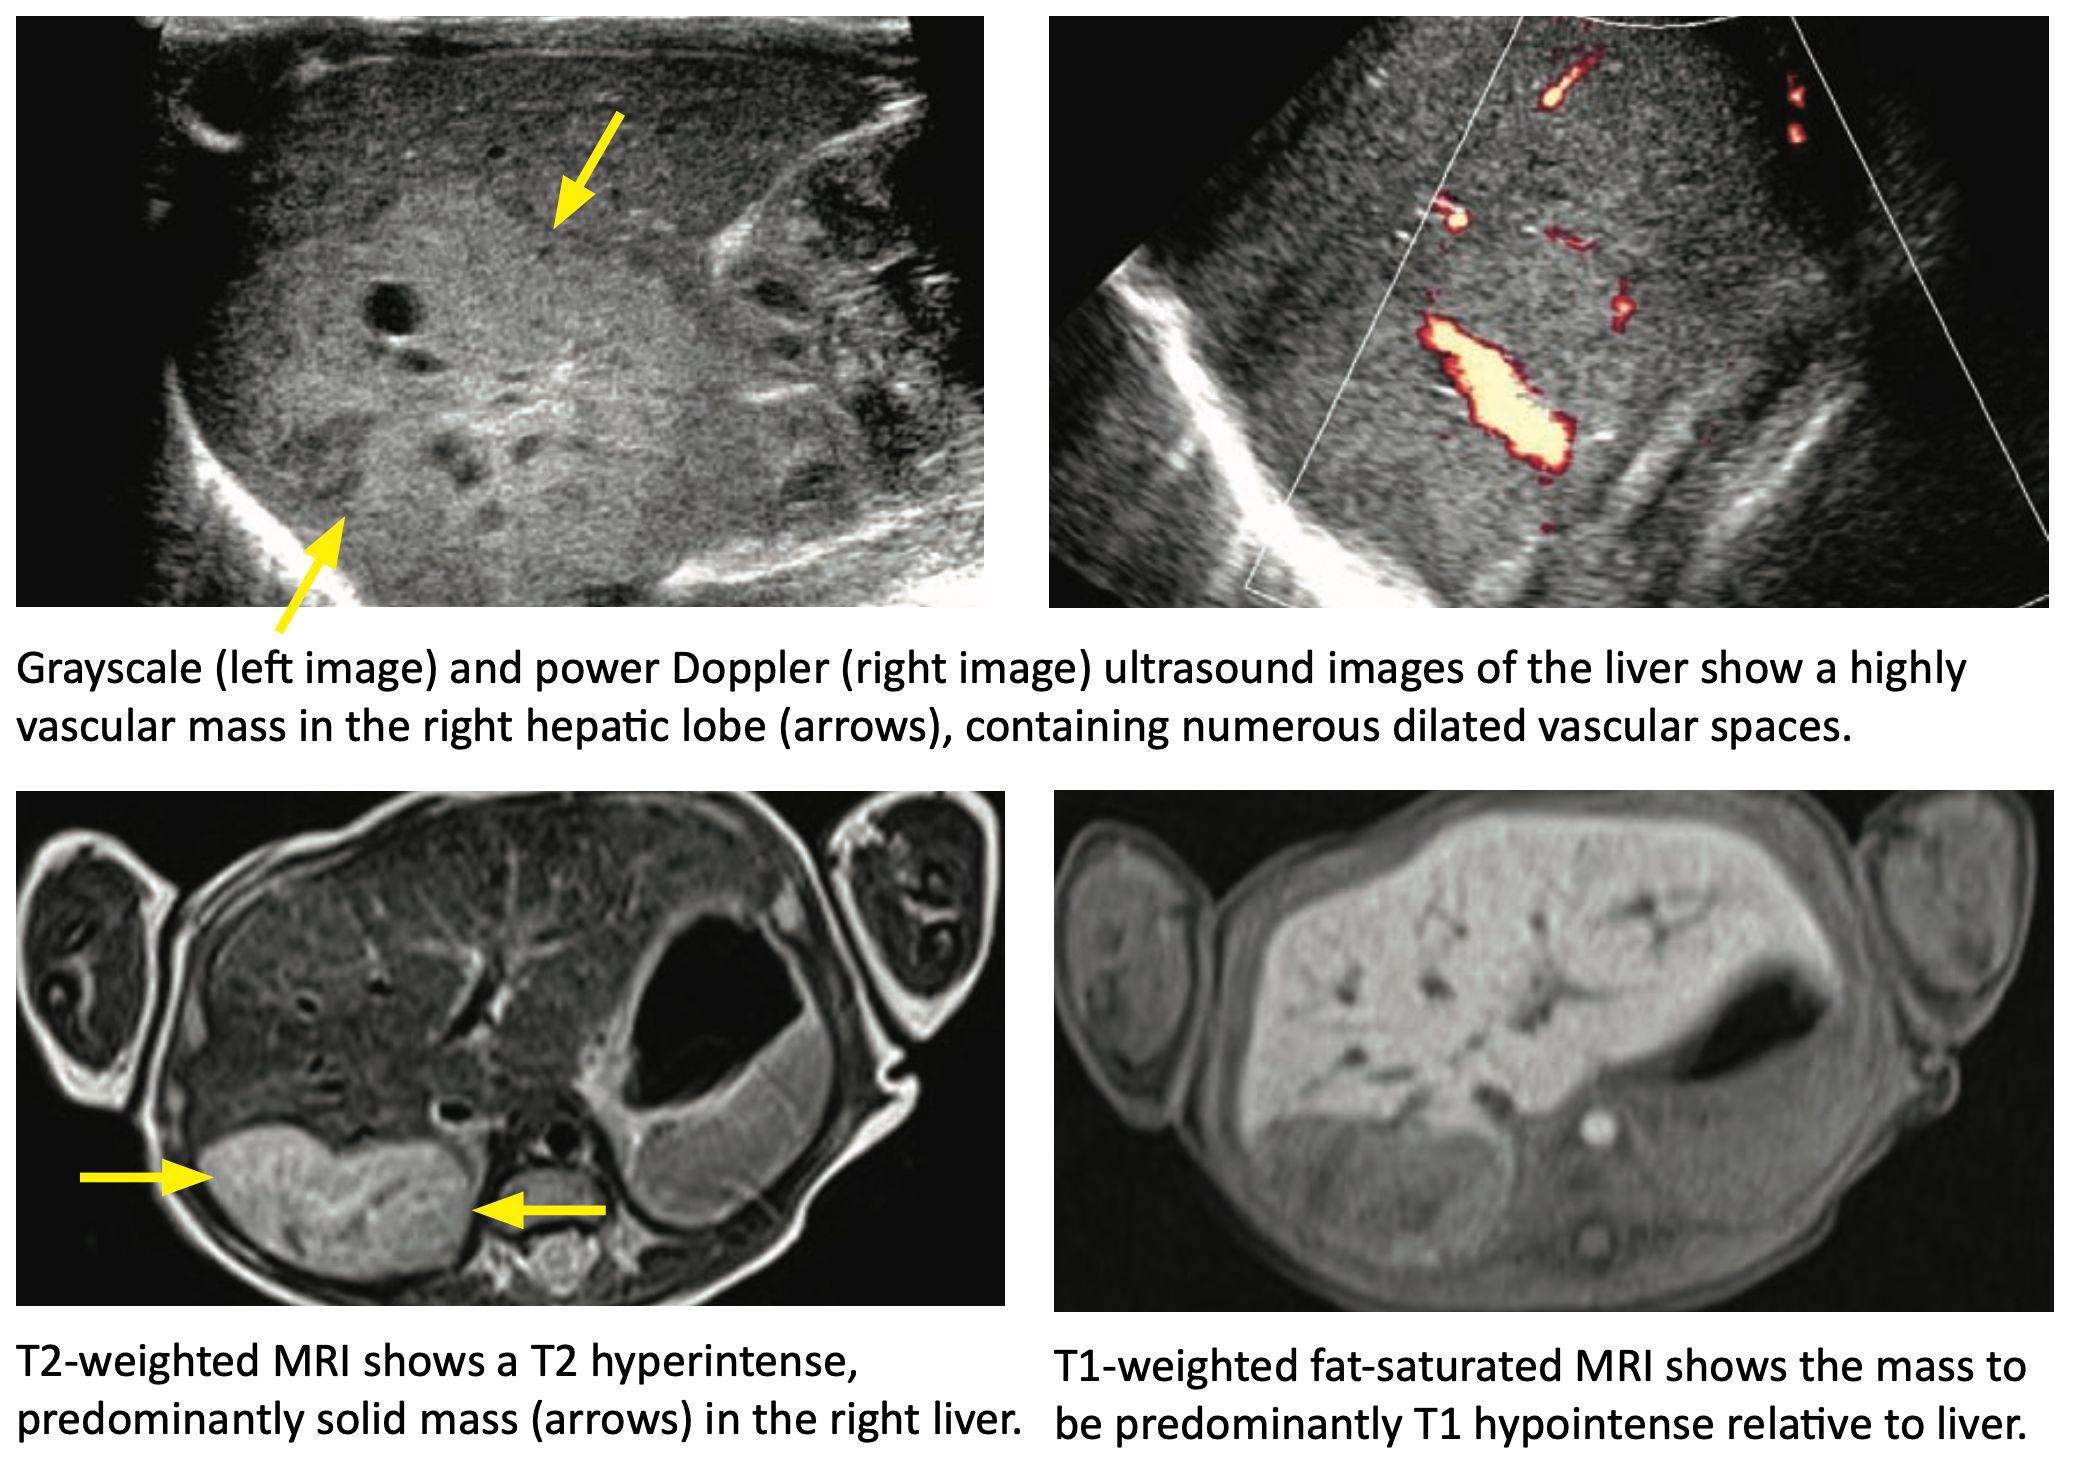 Grayscale (left image) and power Doppler (right image) ultrasound images of the liver show a highly
vascular mass in the right hepatic lobe (arrows), containing numerous dilated vascular spaces.
T2-weighted MRI shows a T2 hyperintense,
predominantly solid mass (arrows) in the right liver.
T1-weighted fat-saturated MRI shows the mass to
be predominantly T1 hypointense relative to liver.